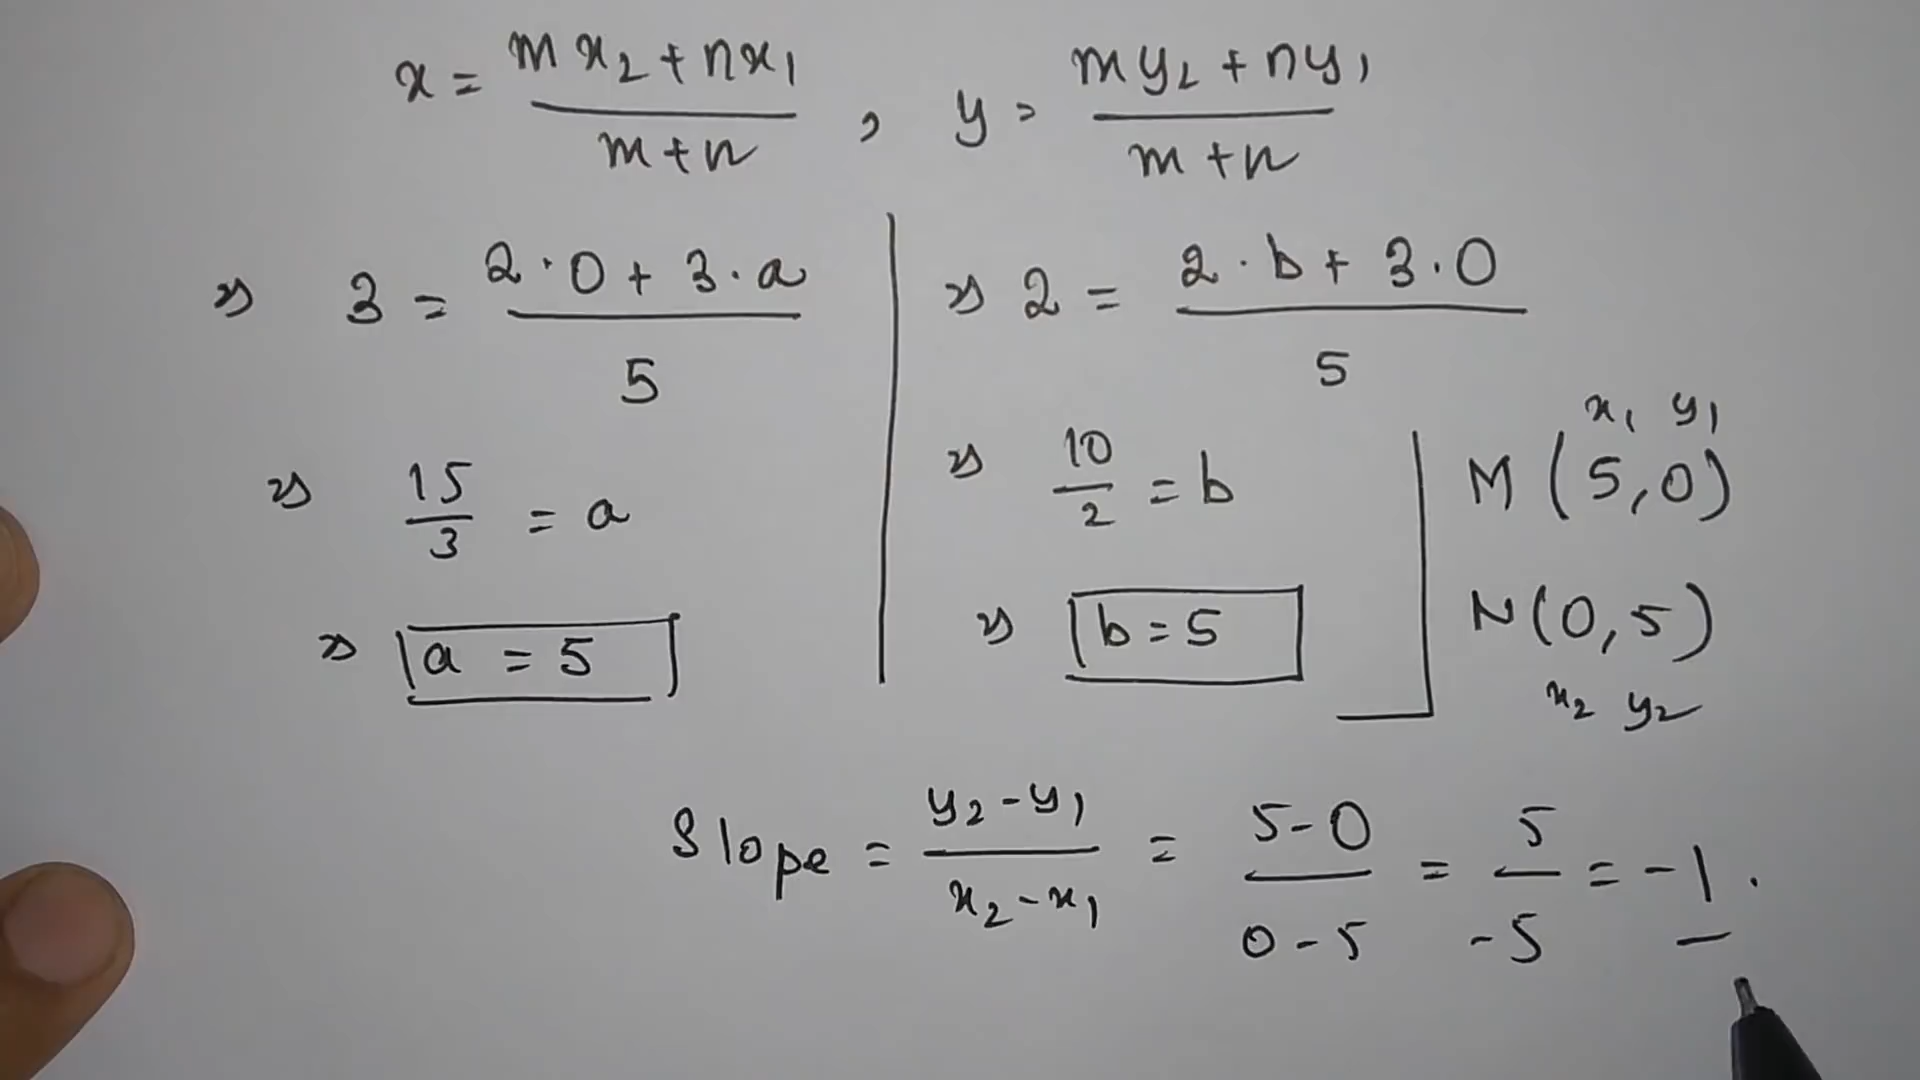 x = (mx₂ + nx₁)/(m+n) , y = (my₂ + ny₁)/(m+n)
⇒ 3 = (2·0 + 3·a)/5
⇒ 15/3 = a
⇒ a = 5
⇒ 2 = (2·b + 3·0)/5
⇒ 10/2 = b
⇒ b = 5
x₁ y₁
M (5,0)
N (0,5)
x₂ y₂
Slope = (y₂-y₁)/(x₂-x₁) = (5-0)/(0-5) = 5/-5 = -1.